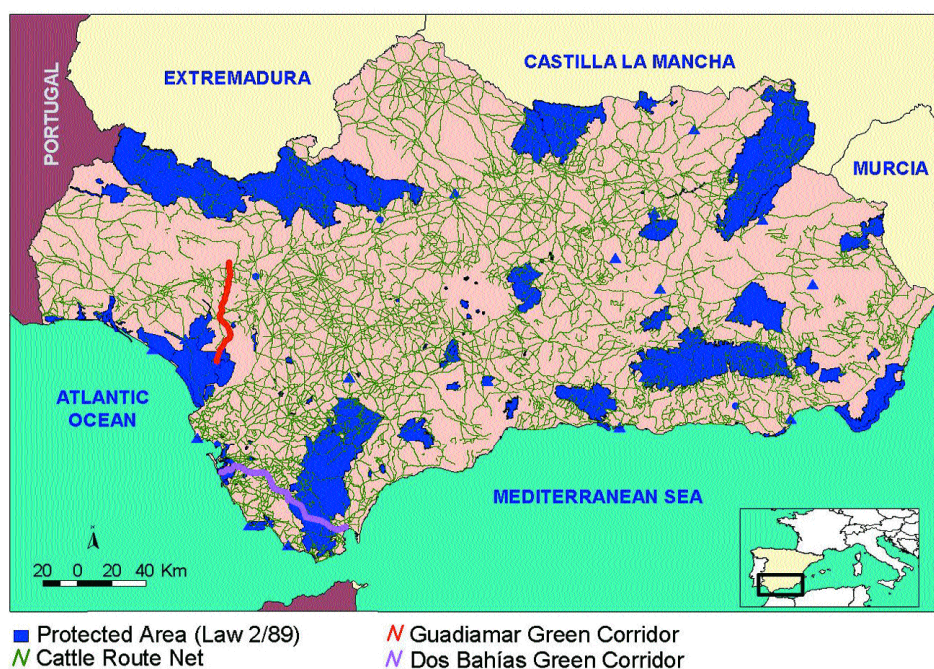 EXTREMADURA
CASTILLA LA MANCHA
PORTUGAL
MURCIA
ATLANTIC
OCEAN
MEDITERRANEAN SEA
20 0 20 40 Km
Protected Area (Law 2/89)
Cattle Route Net
Guadiamar Green Corridor
Dos Bahías Green Corridor